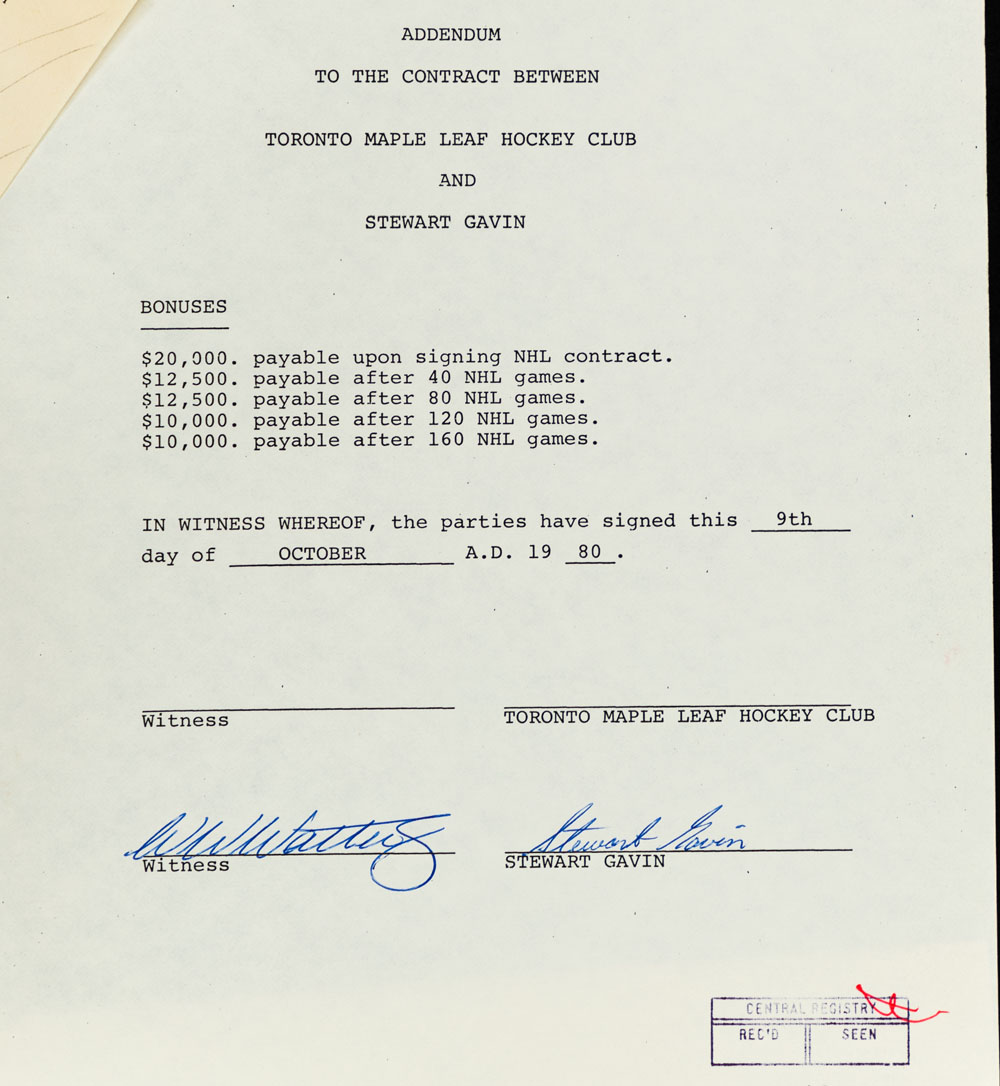 ADDENDUM
TO THE CONTRACT BETWEEN
TORONTO MAPLE LEAF HOCKEY CLUB
AND
STEWART GAVIN
BONUSES
$20,000. payable upon signing NHL contract.
$12,500. payable after 40 NHL games.
$12,500. payable after 80 NHL games.
$10,000. payable after 120 NHL games.
$10,000. payable after 160 NHL games.
IN WITNESS WHEREOF, the parties have signed this 9th
day of OCTOBER A.D. 19 80 .
Witness TORONTO MAPLE LEAF HOCKEY CLUB
Stewart Gavin
Witness STEWART GAVIN
CENTRAL REGISTRY
REC'D SEEN